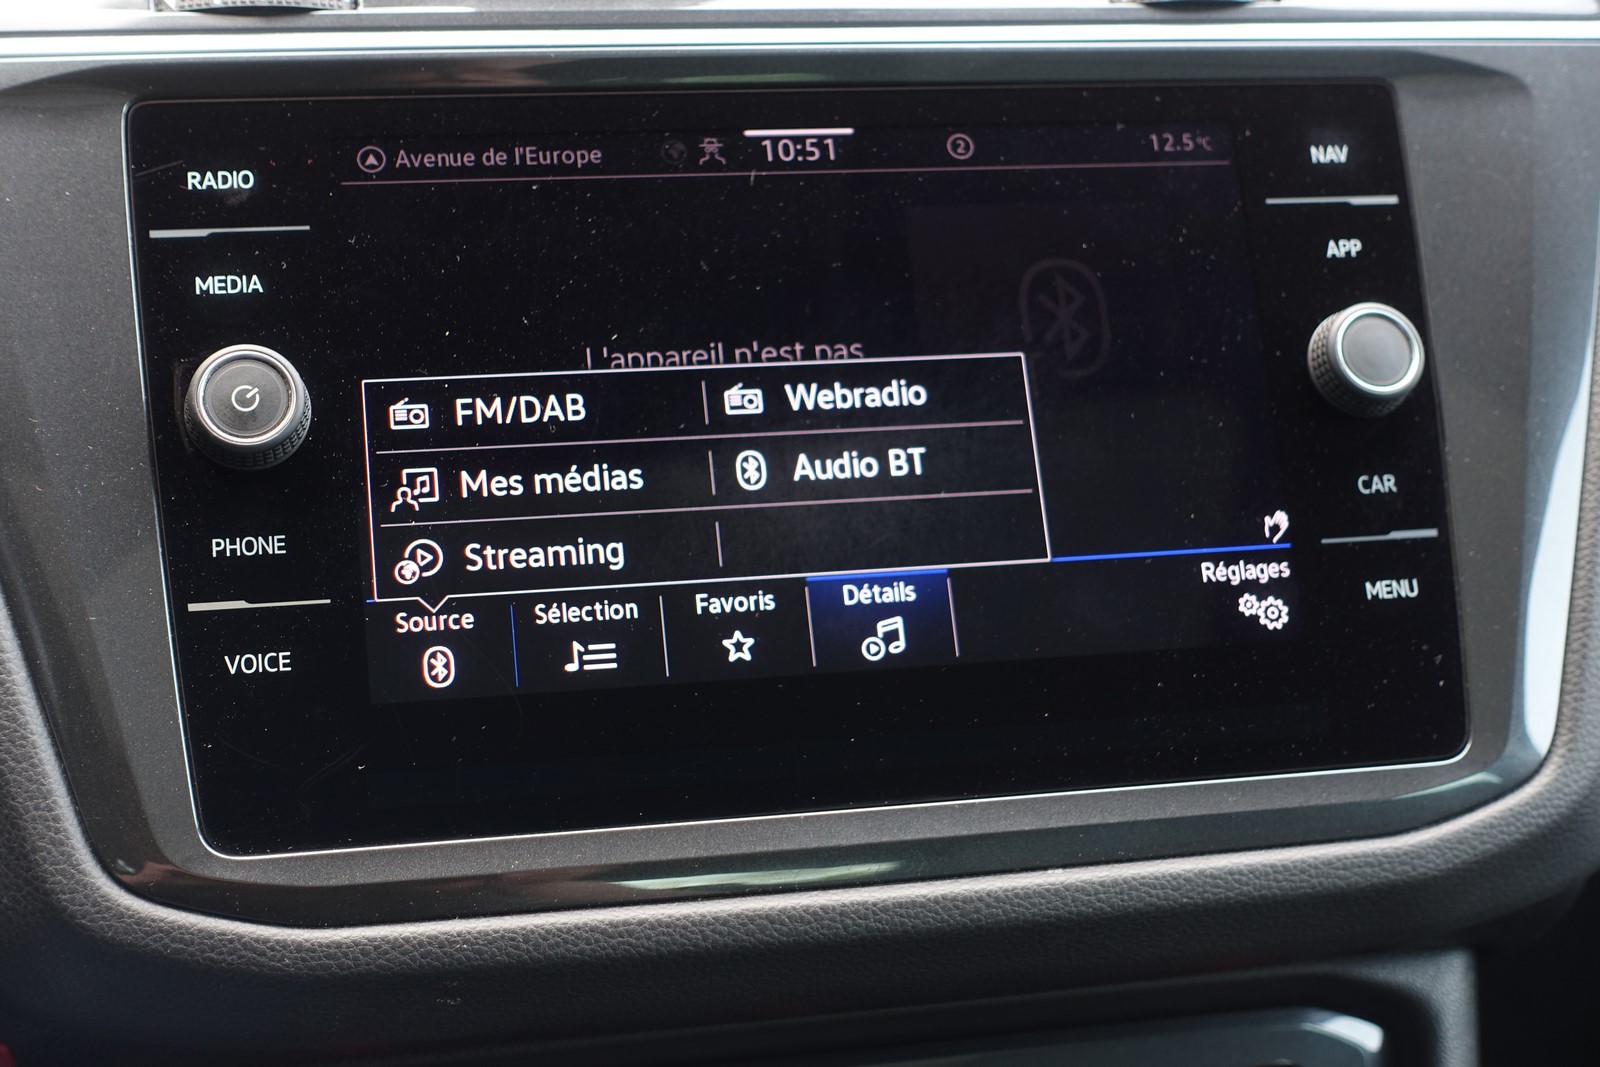 RADIO
MEDIA
PHONE
VOICE
Avenue de l'Europe
10:51
2
12.5°C
L'appareil n'est pas
FM/DAB
Webradio
Mes médias
Audio BT
Streaming
Source
Sélection
Favoris
Détails
Réglages
NAV
APP
CAR
MENU